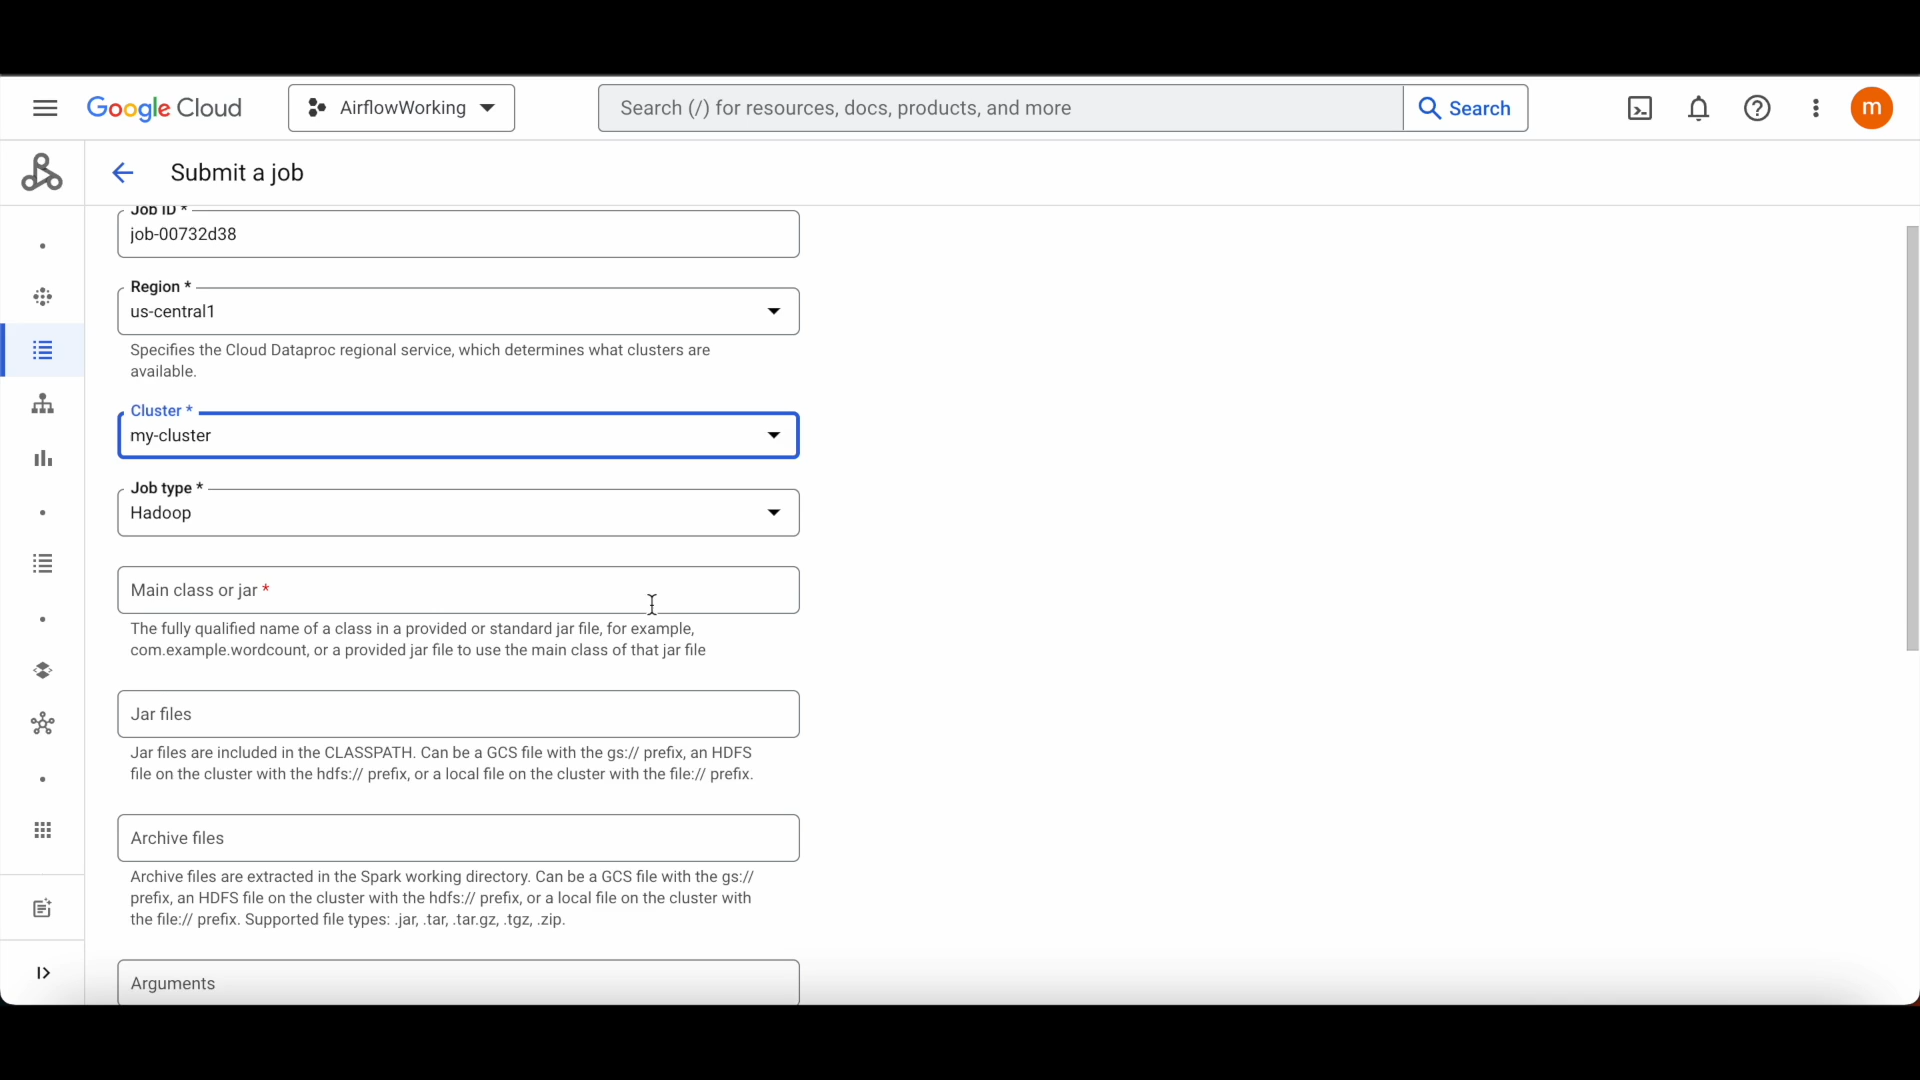 Google Cloud
AirflowWorking
Search (/) for resources, docs, products, and more
Search
m
Submit a job
Job ID *
job-00732d38
Region *
us-central1
Specifies the Cloud Dataproc regional service, which determines what clusters are
available.
Cluster *
my-cluster
Job type *
Hadoop
Main class or jar *
The fully qualified name of a class in a provided or standard jar file, for example,
com.example.wordcount, or a provided jar file to use the main class of that jar file
Jar files
Jar files are included in the CLASSPATH. Can be a GCS file with the gs:// prefix, an HDFS
file on the cluster with the hdfs:// prefix, or a local file on the cluster with the file:// prefix.
Archive files
Archive files are extracted in the Spark working directory. Can be a GCS file with the gs://
prefix, an HDFS file on the cluster with the hdfs:// prefix, or a local file on the cluster with
the file:// prefix. Supported file types: .jar, .tar, .tar.gz, .tgz, .zip.
Arguments